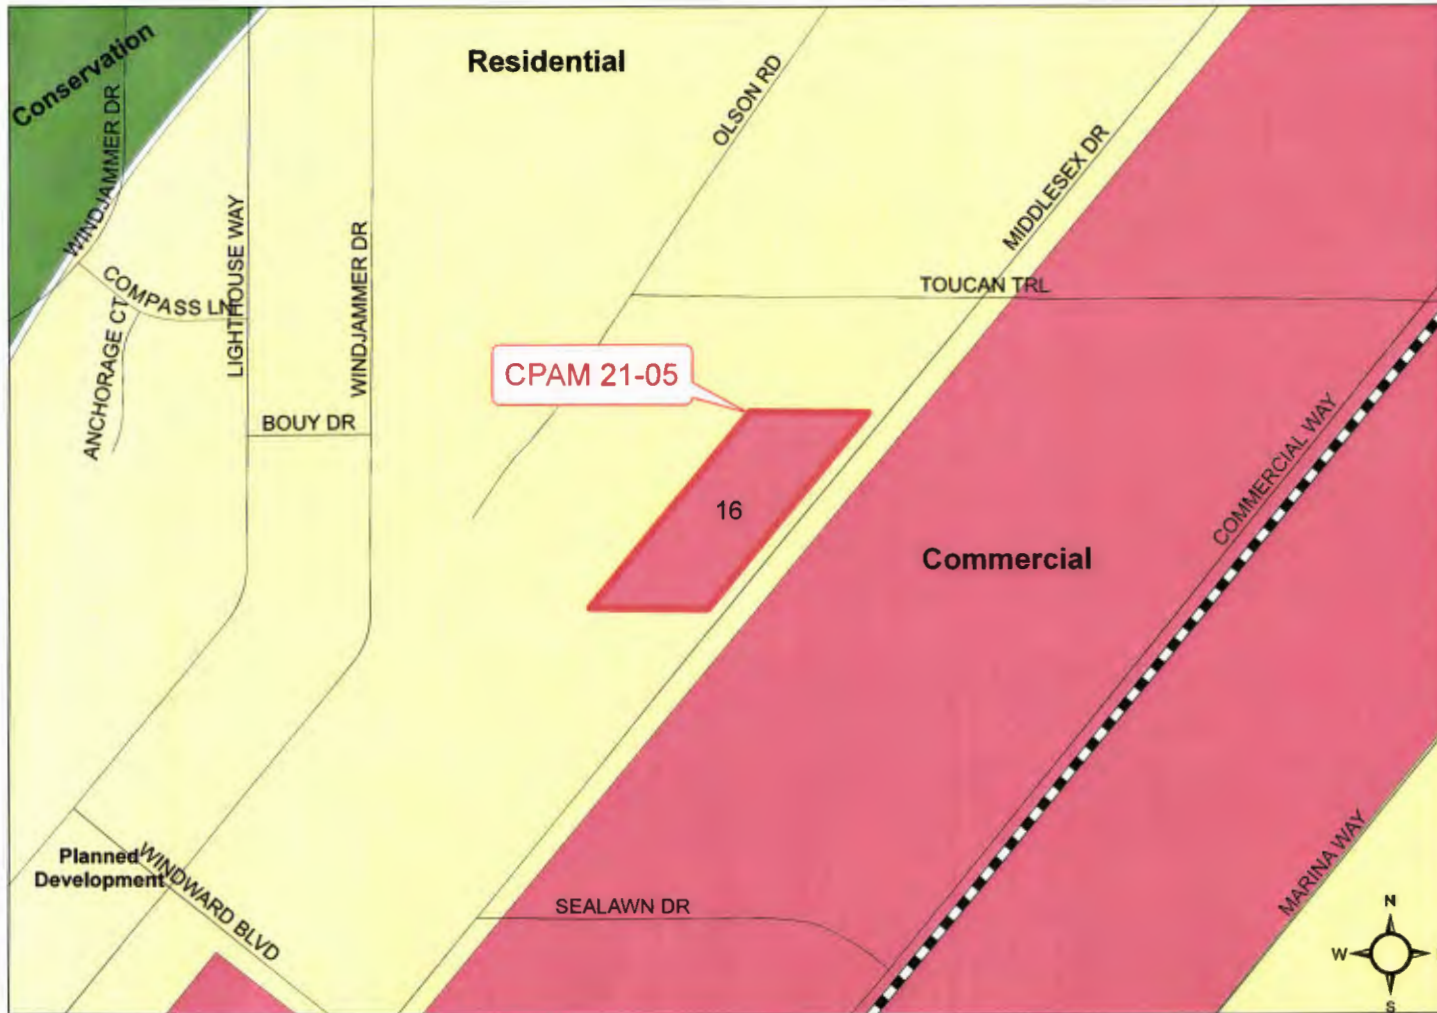 Conservation
Residential
WINDJAMMER DR
OLSON RD
MIDDLESEX DR
LIGHTHOUSE WAY
WINDJAMMER DR
COMPASS LN
TOUCAN TRL
ANCHORAGE CT
CPAM 21-05
BOUY DR
COMMERCIAL WAY
16
Commercial
Planned
Development
WINDWARD BLVD
MARINA WAY
SEALAWN DR
N
W
S